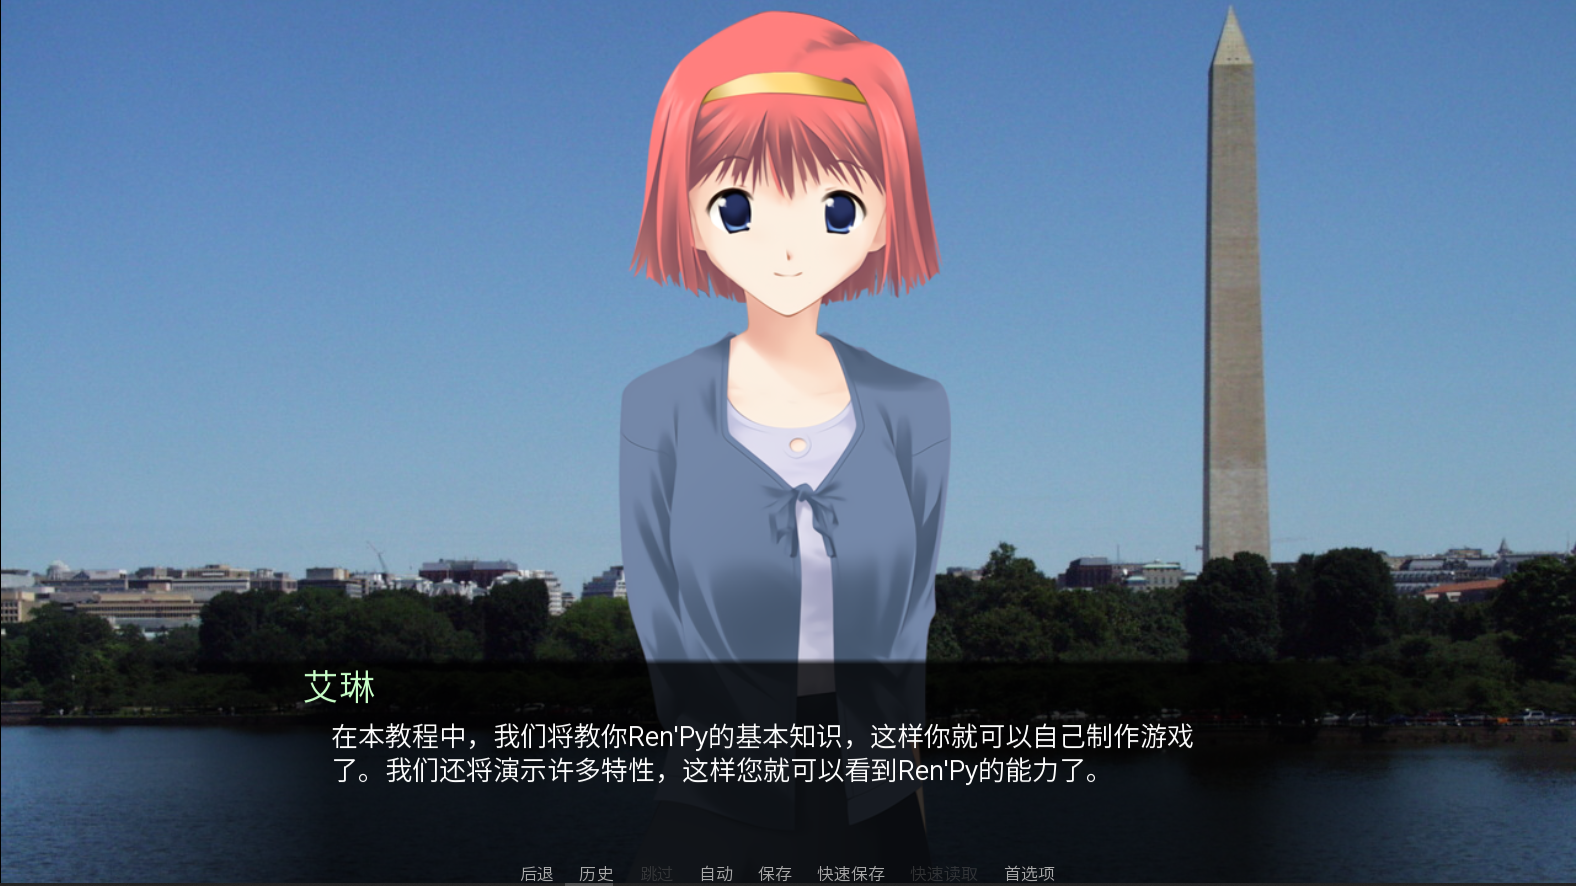 艾琳
在本教程中，我们将教你Ren'Py的基本知识，这样你就可以自己制作游戏
了。我们还将演示许多特性，这样您就可以看到Ren'Py的能力了。
后退 历史 跳过 自动 保存 快速保存 快速读取 首选项